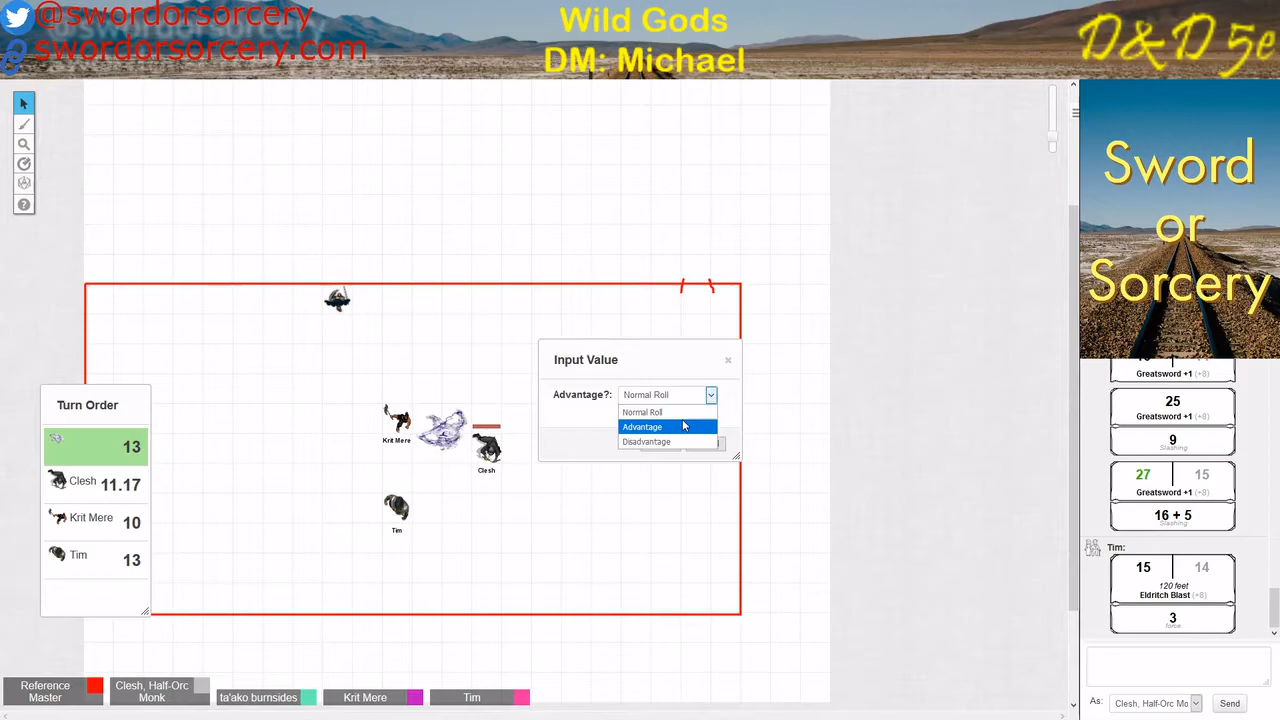 @swordorsorcery
swordorsorcery.com
Wild Gods
DM: Michael
D&D 5e
Sword
or
Sorcery
Input Value
Advantage?: Normal Roll
Normal Roll
Advantage
Disadvantage
Turn Order
13
Clesh 11.17
Krit Mere 10
Tim 13
Krit Mere
Clesh
Tim
Greatsword +1 (+8)
25
Greatsword +1 (+8)
9
Slashing
27 15
Greatsword +1 (+8)
16 + 5
Slashing
Tim:
15 14
120 feet
Eldritch Blast (+8)
3
force
As: Clesh, Half-Orc Mo
Send
Reference
Master
Clesh, Half-Orc
Monk
ta'ako burnsides
Krit Mere
Tim